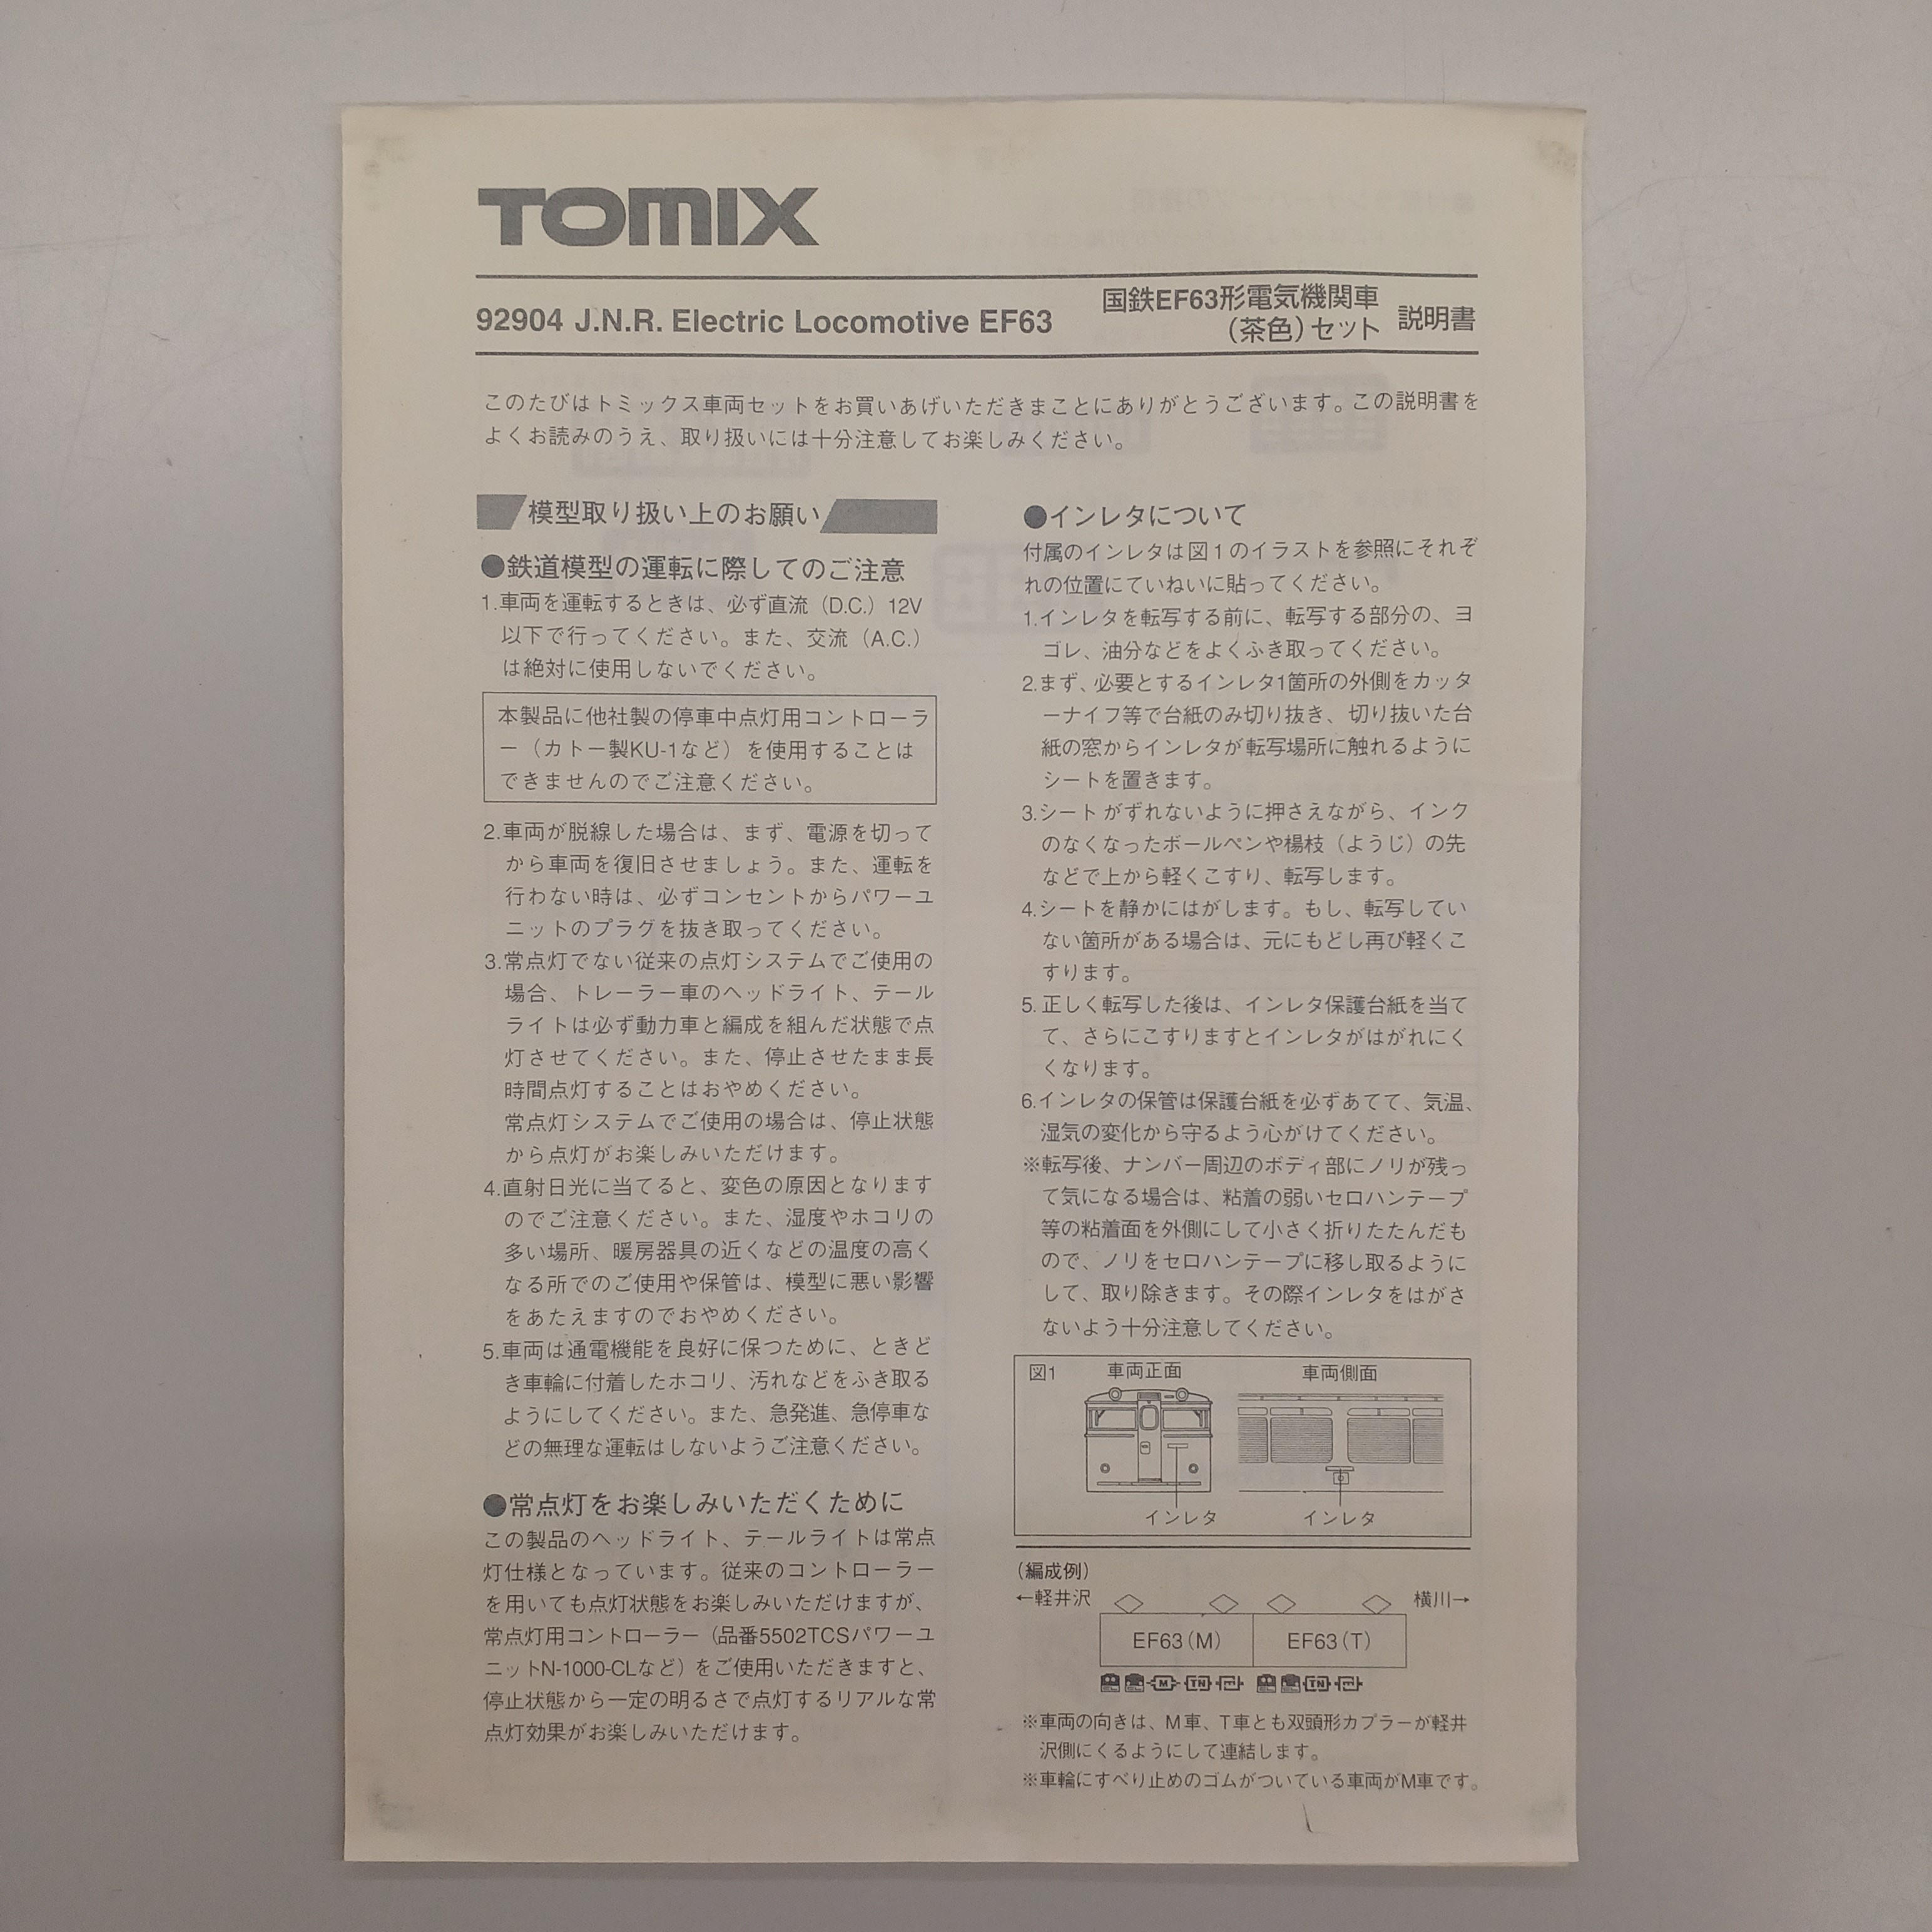 TOMIX
92904 J.N.R. Electric Locomotive EF63
国鉄EF63形電気機関車
(茶色)セット
説明書
このたびはトミックス車両セットをお買いあげいただきまことにありがとうございます。この説明書を
よくお読みのうえ、取り扱いには十分注意してお楽しみください。
模型取り扱い上のお願い
●鉄道模型の運転に際してのご注意
1.車両を運転するときは、必ず直流（D.C.）12V
以下で行ってください。また、交流（A.C.）
は絶対に使用しないでください。
本製品に他社製の停車中点灯用コントローラ
ー（カトー製KU-1など）を使用することは
できませんのでご注意ください。
2.車両が脱線した場合は、まず、電源を切って
から車両を復旧させましょう。また、運転を
行わない時は、必ずコンセントからパワーユ
ニットのプラグを抜き取ってください。
3.常点灯でない従来の点灯システムでご使用の
場合、トレーラー車のヘッドライト、テール
ライトは必ず動力車と編成を組んだ状態で点
灯させてください。また、停止させたまま長
時間点灯することはおやめください。
常点灯システムでご使用の場合は、停止状態
から点灯がお楽しみいただけます。
4.直射日光に当てると、変色の原因となります
のでご注意ください。また、湿度やホコリの
多い場所、暖房器具の近くなどの温度の高く
なる所でのご使用や保管は、模型に悪い影響
をあたえますのでおやめください。
5.車両は通電機能を良好に保つために、ときど
き車輪に付着したホコリ、汚れなどをふき取る
ようにしてください。また、急発進、急停車な
どの無理な運転はしないようご注意ください。
●常点灯をお楽しみいただくために
この製品のヘッドライト、テールライトは常点
灯仕様となっています。従来のコントローラー
を用いても点灯状態をお楽しみいただけますが、
常点灯用コントローラー（品番5502TCSパワーユ
ニットN-1000-CLなど）をご使用いただきますと、
停止状態から一定の明るさで点灯するリアルな常
点灯効果がお楽しみいただけます。
●インレタについて
付属のインレタは図1のイラストを参照にそれぞ
れの位置にていねいに貼ってください。
1.インレタを転写する前に、転写する部分の、ヨ
ゴレ、油分などをよくふき取ってください。
2.まず、必要とするインレタ1箇所の外側をカッタ
ーナイフ等で台紙のみ切り抜き、切り抜いた台
紙の窓からインレタが転写場所に触れるように
シートを置きます。
3.シートがずれないように押さえながら、インク
のなくなったボールペンや楊枝（ようじ）の先
などで上から軽くこすり、転写します。
4.シートを静かにはがします。もし、転写してい
ない箇所がある場合は、元にもどし再び軽くこ
すります。
5.正しく転写した後は、インレタ保護台紙を当て
て、さらにこすりますとインレタがはがれにく
くなります。
6.インレタの保管は保護台紙を必ずあてて、気温、
湿気の変化から守るよう心がけてください。
※転写後、ナンバー周辺のボディ部にノリが残っ
て気になる場合は、粘着の弱いセロハンテープ
等の粘着面を外側にして小さく折りたたんだも
ので、ノリをセロハンテープに移し取るように
して、取り除きます。その際インレタをはがさ
ないよう十分注意してください。
図1 車両正面 車両側面
インレタ インレタ
(編成例)
←軽井沢 横川→
EF63(M) EF63(T)
M TN TN
※車両の向きは、M車、T車とも双頭形カプラーが軽井
沢側にくるようにして連結します。
※車輪にすべり止めのゴムがついている車両がM車です。